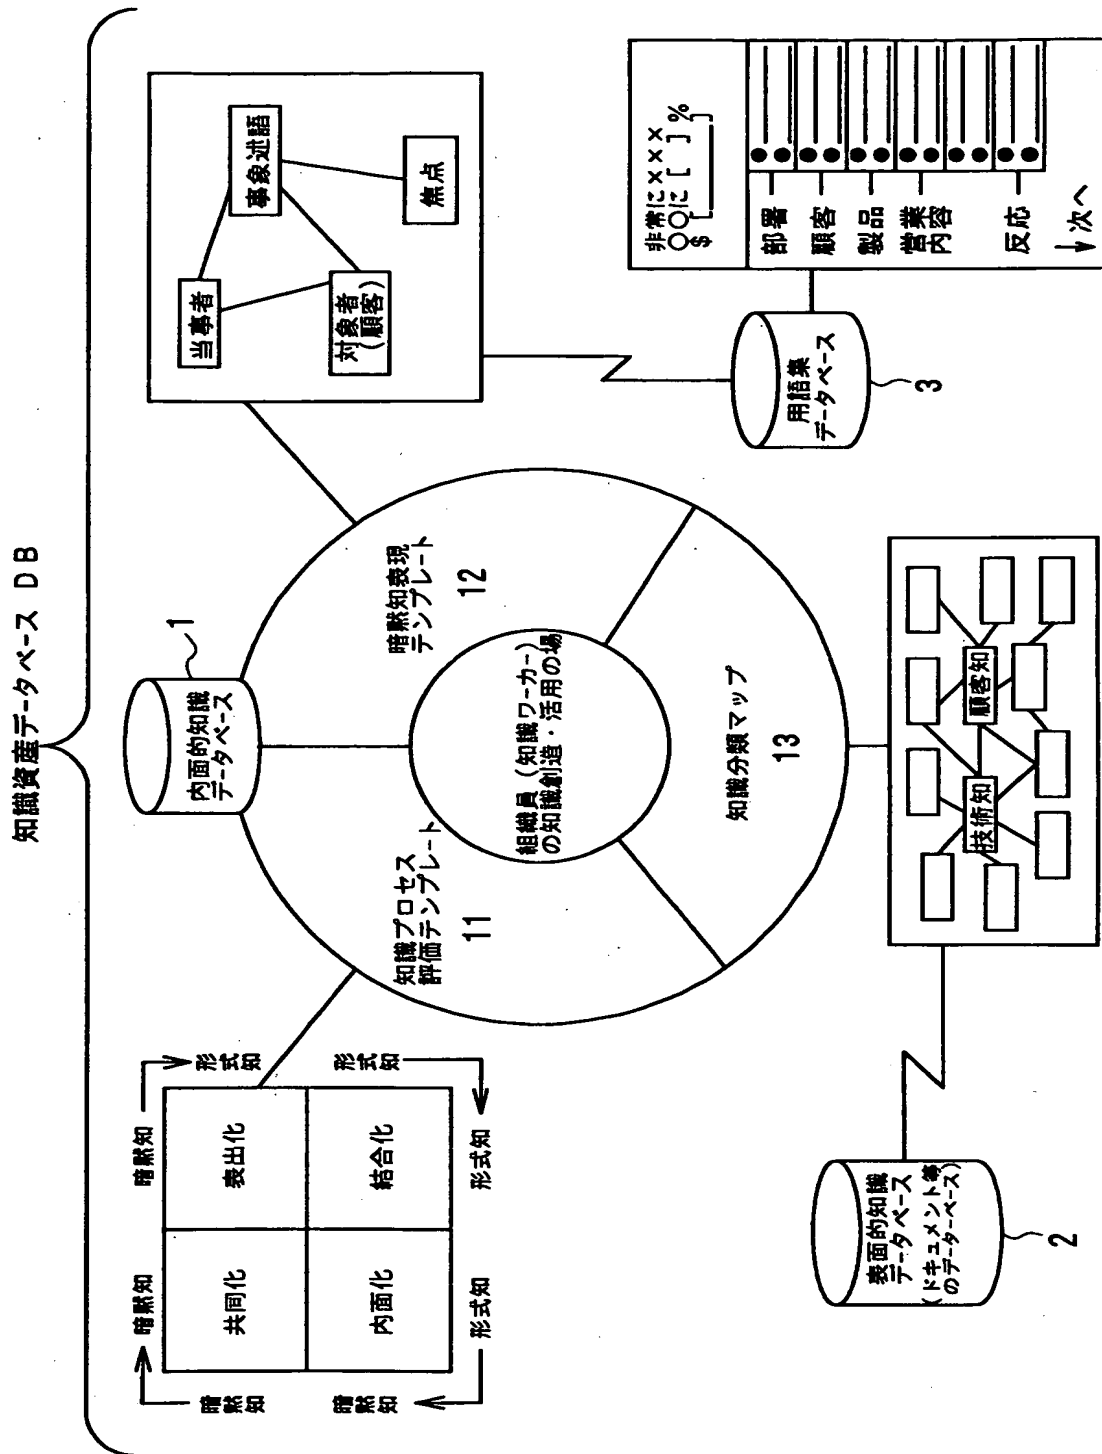 知識資産データベース DB
内面的知識
データベース
1
暗黙知
暗黙知
形式知
形式知
形式知
形式知
暗黙知
暗黙知
共同化
表出化
内面化
結合化
知識プロセス
評価テンプレート
11
暗黙知表現
テンプレート
12
組織員(知識ワーカー)
の知識創造・活用の場
知識分類マップ
13
当事者
事象述語
対象者
(顧客)
焦点
用語集
データベース
3
非常に×××
○○に[ ]%
$[ ]
部署
顧客
製品
営業
内容
反応
↓次へ
表面的知識
データベース
(ドキュメント等
のデーターベース)
2
技術知
顧客知